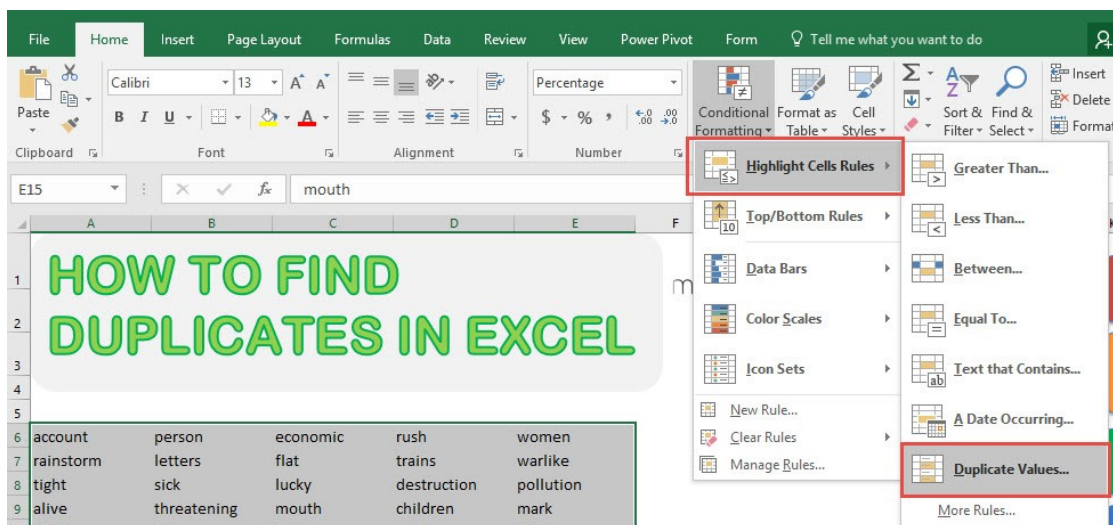 File Home Insert Page Layout Formulas Data Review View Power Pivot Form Tell me what you want to do
Calibri 13 A A Percentage Σ
Paste B I U A $ % , Conditional Formatting Format as Table Cell Styles Sort & Filter Find & Select Insert Delete Format
Clipboard Font Alignment Number
E15 fx mouth
A B C D E F
1 HOW TO FIND
2 DUPLICATES IN EXCEL
3
4
5
6 account person economic rush women
7 rainstorm letters flat trains warlike
8 tight sick lucky destruction pollution
9 alive threatening mouth children mark
Highlight Cells Rules
Top/Bottom Rules
Data Bars
Color Scales
Icon Sets
New Rule...
Clear Rules
Manage Rules...
Greater Than...
Less Than...
Between...
Equal To...
Text that Contains...
A Date Occurring...
Duplicate Values...
More Rules...